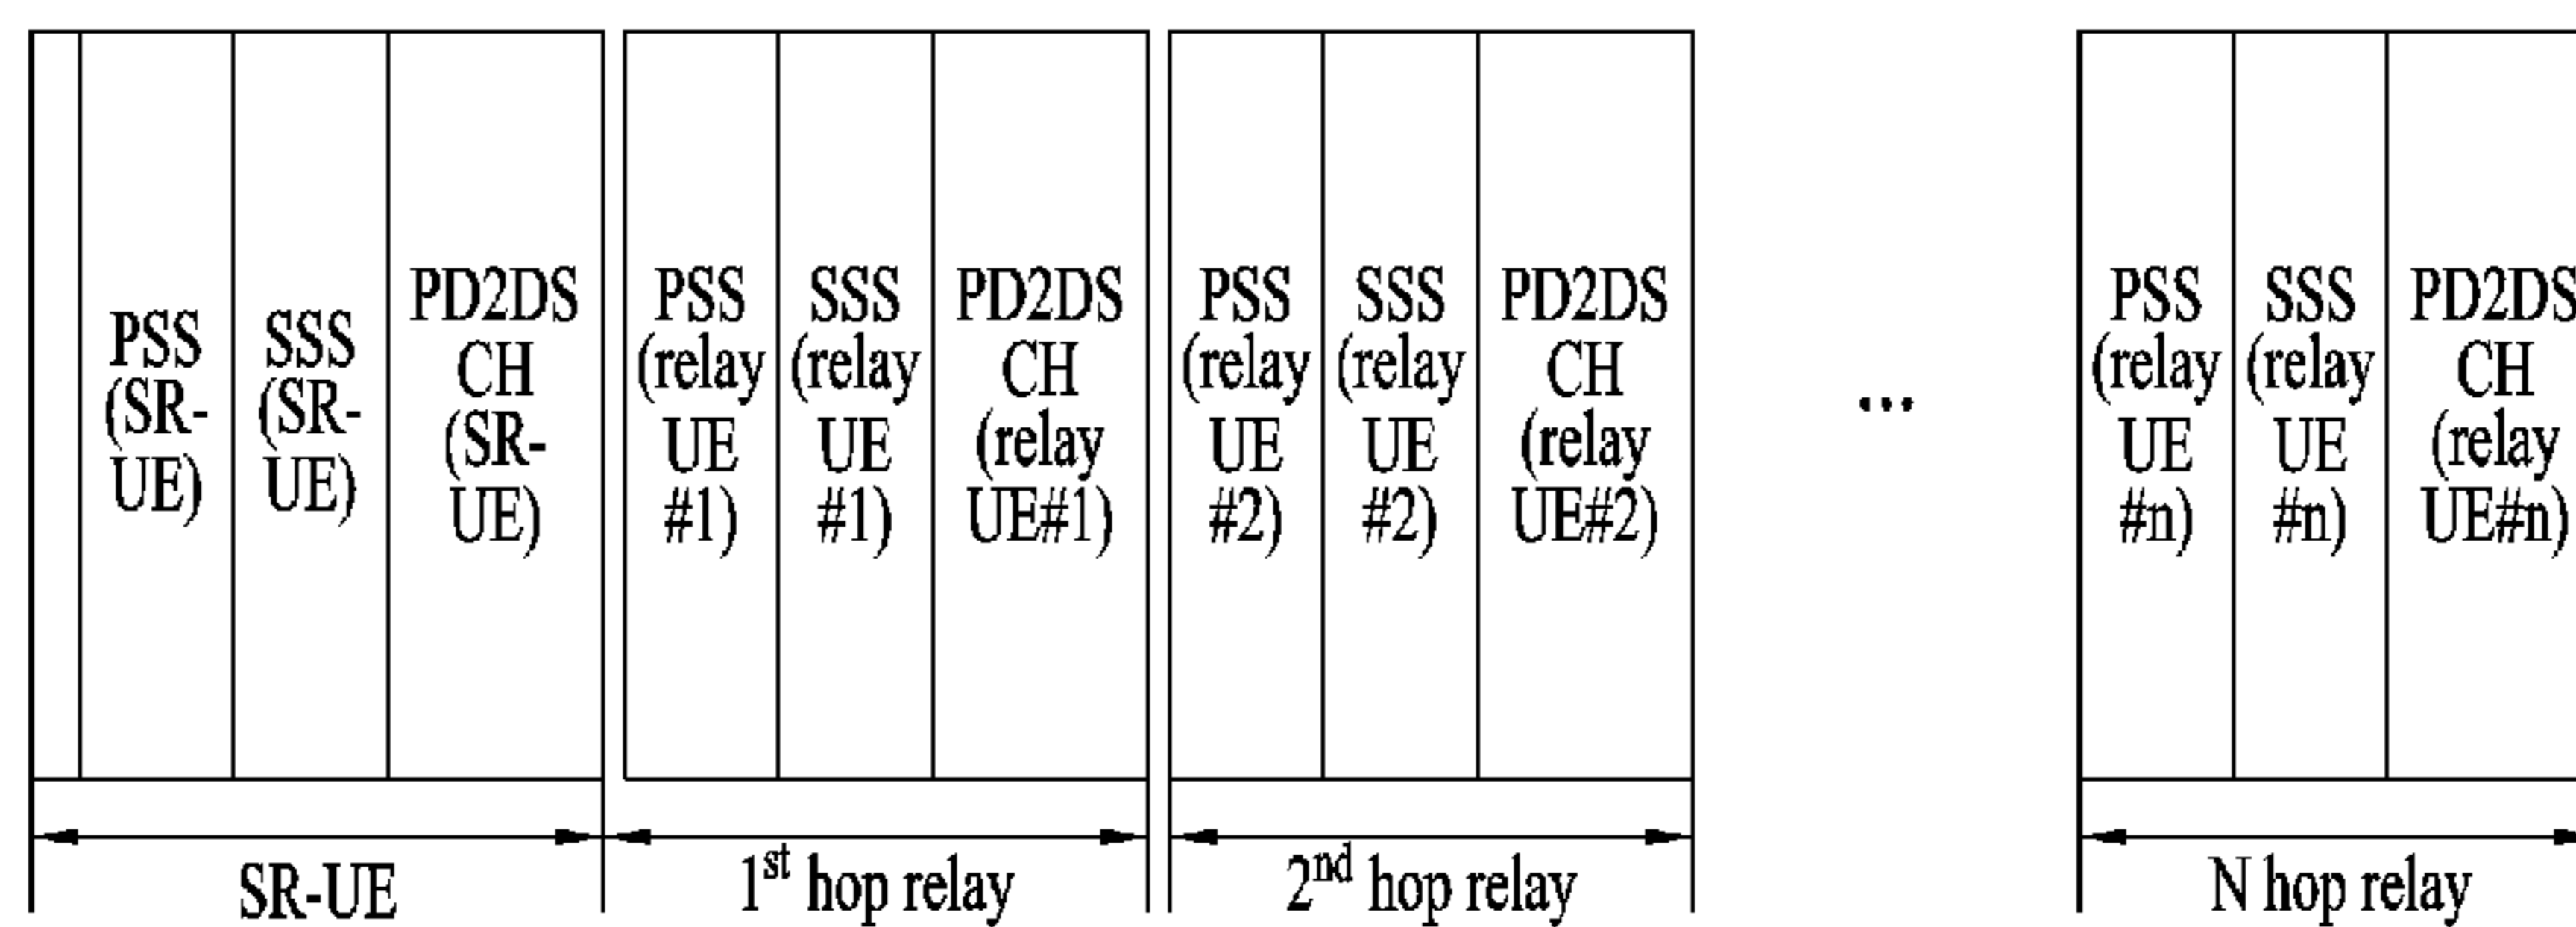 PSS
(SR-
UE)
SSS
(SR-
UE)
PD2DS
CH
(SR-
UE)
PSS
(relay
UE
#1)
SSS
(relay
UE
#1)
PD2DS
CH
(relay
UE#1)
PSS
(relay
UE
#2)
SSS
(relay
UE
#2)
PD2DS
CH
(relay
UE#2)
...
PSS
(relay
UE
#n)
SSS
(relay
UE
#n)
PD2DS
CH
(relay
UE#n)
SR-UE
1st hop relay
2nd hop relay
N hop relay